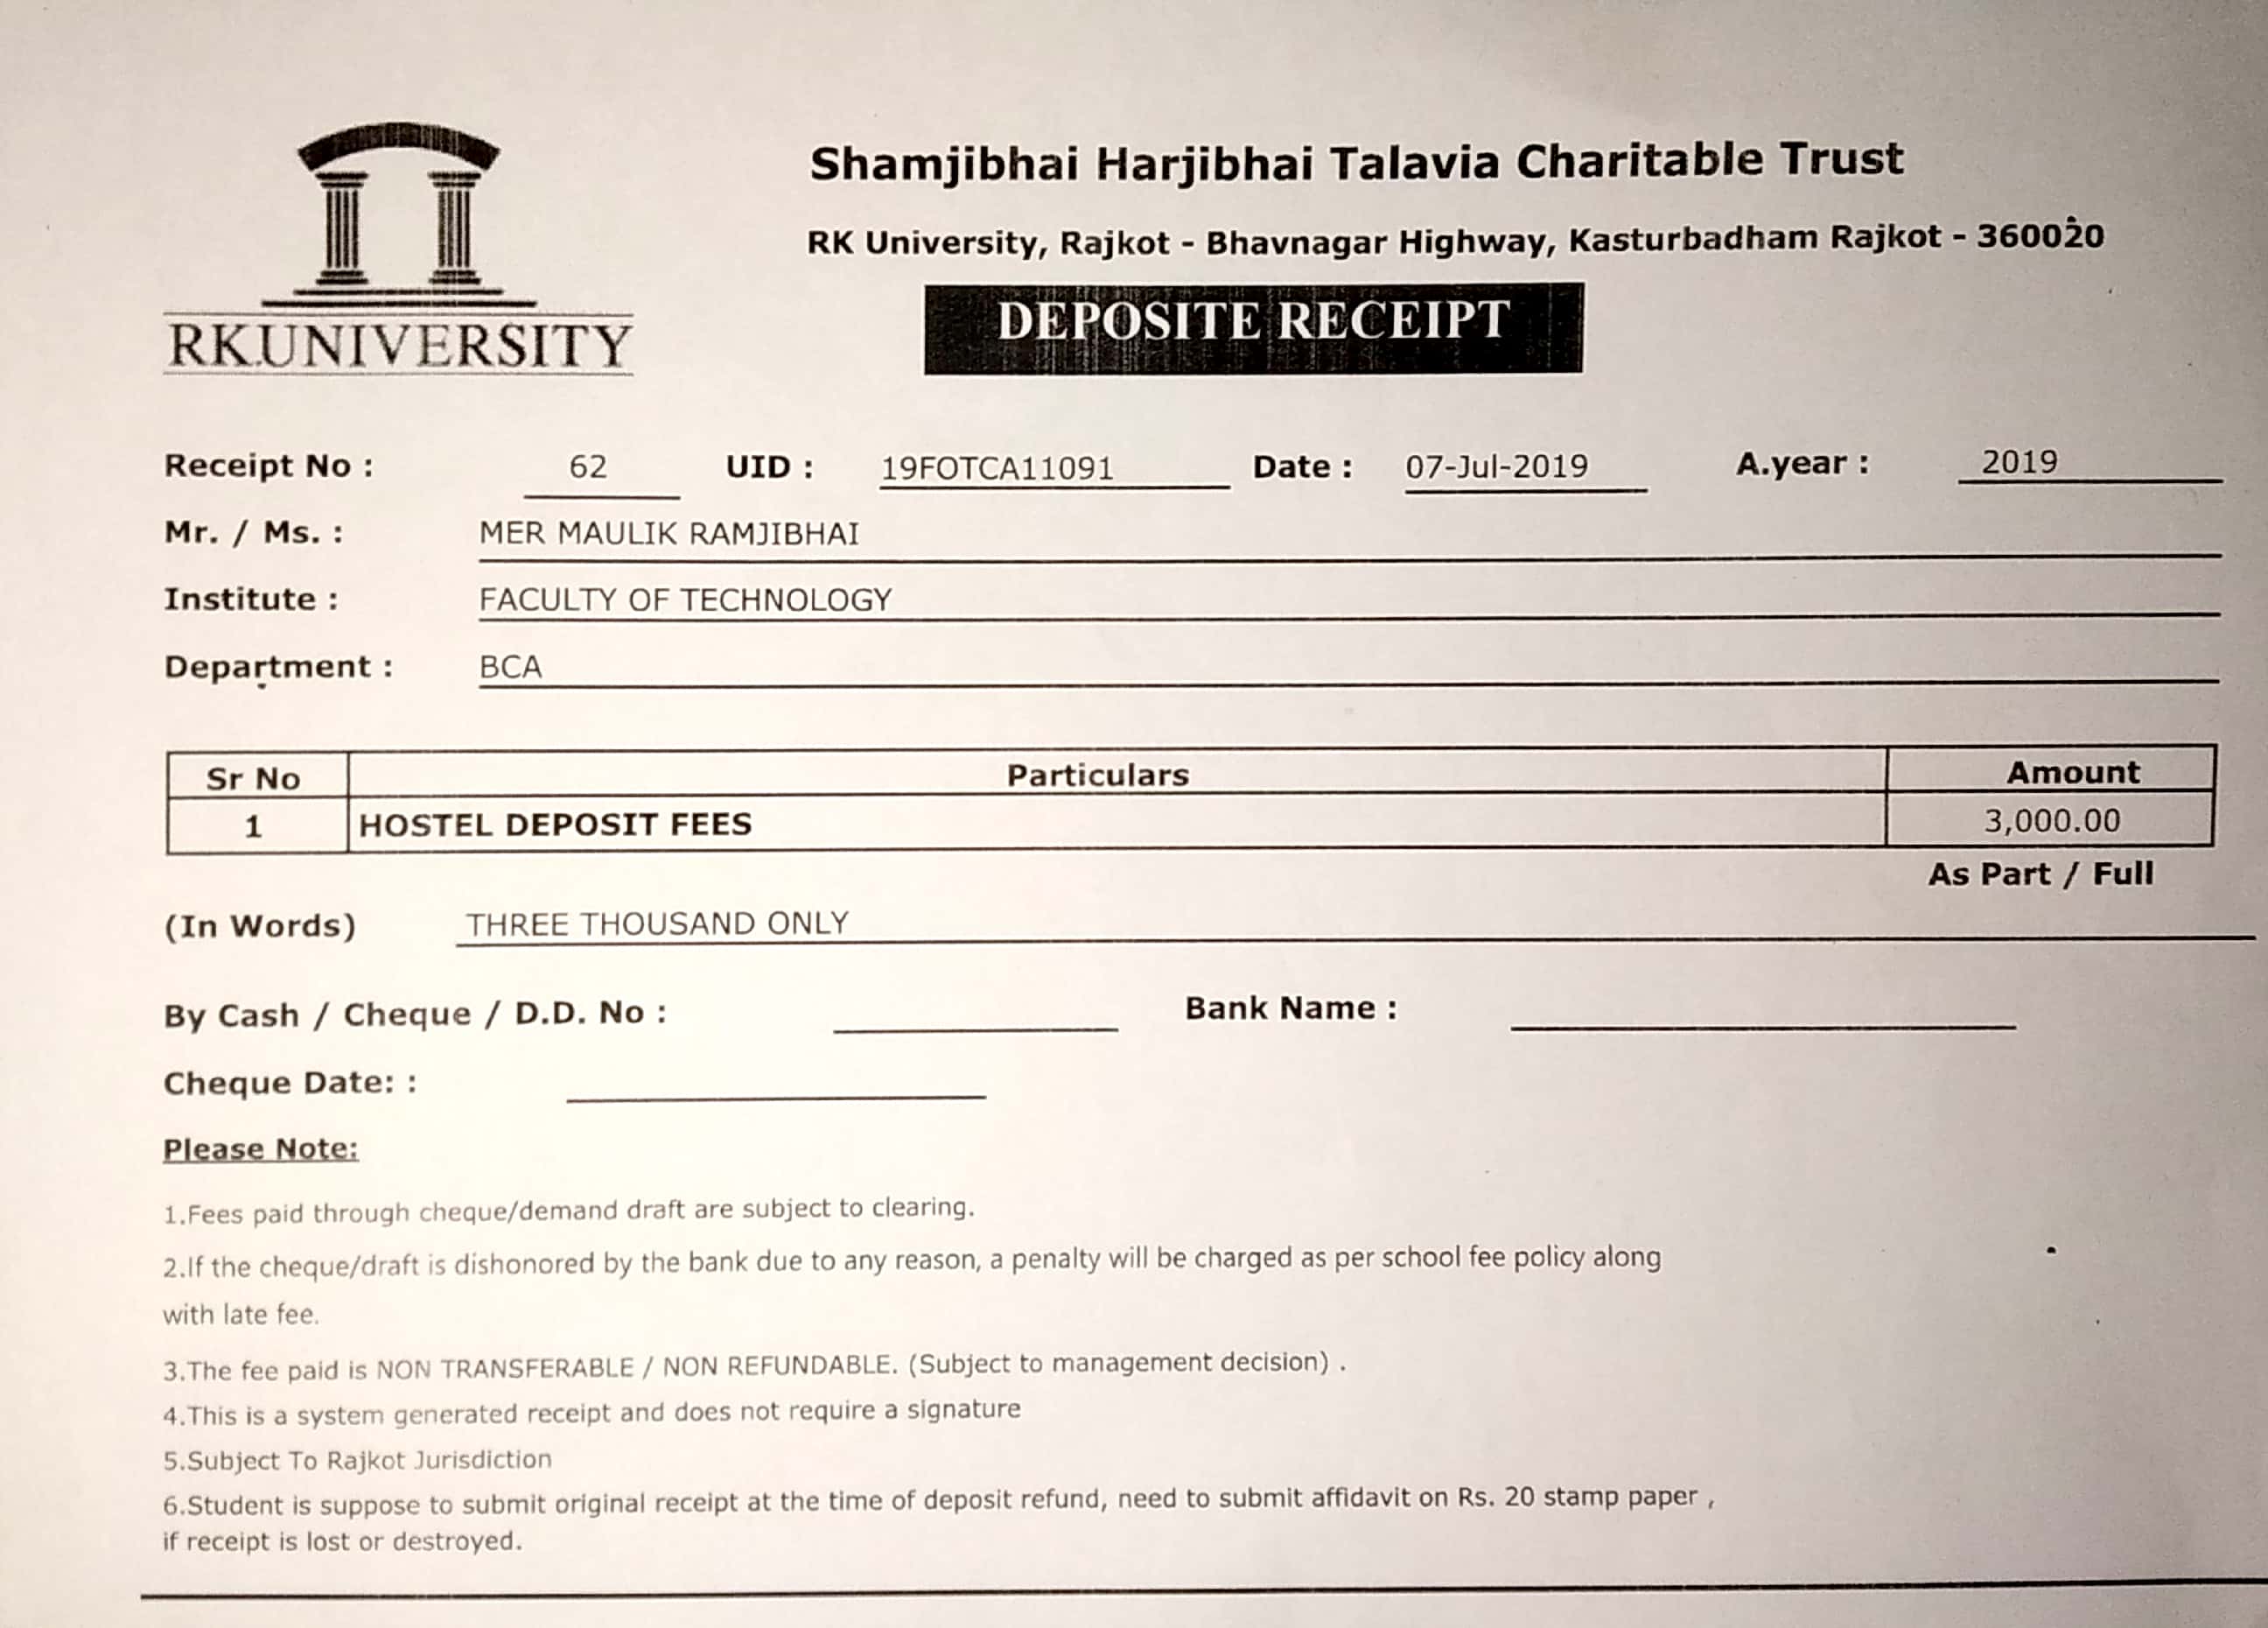 Shamjibhai Harjibhai Talavia Charitable Trust
RK University, Rajkot - Bhavnagar Highway, Kasturbadham Rajkot - 360020
RK.UNIVERSITY
DEPOSITE RECEIPT
Receipt No : 62 UID : 19FOTCA11091 Date : 07-Jul-2019 A.year : 2019
Mr. / Ms. : MER MAULIK RAMJIBHAI
Institute : FACULTY OF TECHNOLOGY
Department : BCA
Sr No Particulars Amount
1 HOSTEL DEPOSIT FEES 3,000.00
As Part / Full
(In Words) THREE THOUSAND ONLY
By Cash / Cheque / D.D. No : Bank Name :
Cheque Date: :
Please Note:
1.Fees paid through cheque/demand draft are subject to clearing.
2.If the cheque/draft is dishonored by the bank due to any reason, a penalty will be charged as per school fee policy along
with late fee.
3.The fee paid is NON TRANSFERABLE / NON REFUNDABLE. (Subject to management decision) .
4.This is a system generated receipt and does not require a signature
5.Subject To Rajkot Jurisdiction
6.Student is suppose to submit original receipt at the time of deposit refund, need to submit affidavit on Rs. 20 stamp paper ,
if receipt is lost or destroyed.